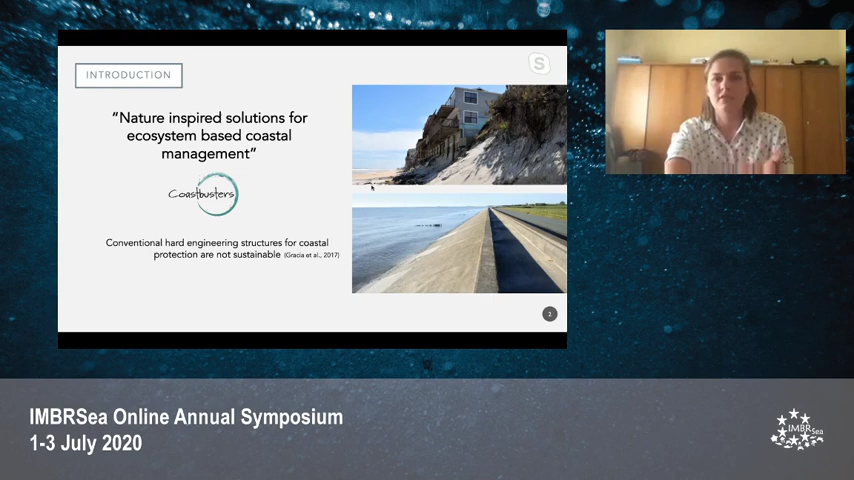 INTRODUCTION
S
“Nature inspired solutions for
ecosystem based coastal
management”
Coastbusters
Conventional hard engineering structures for coastal
protection are not sustainable (Gracia et al., 2017)
2
IMBRSea Online Annual Symposium
1-3 July 2020
IMBRSea